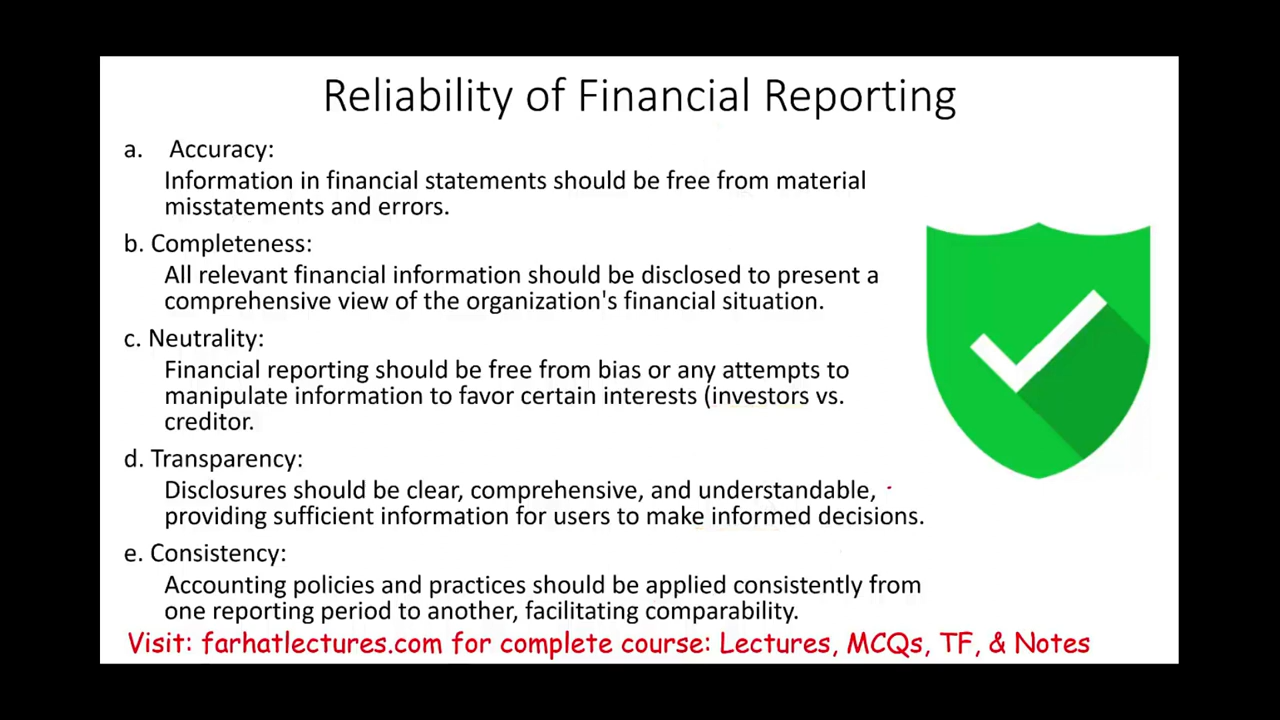 Reliability of Financial Reporting
a. Accuracy:
Information in financial statements should be free from material
misstatements and errors.
b. Completeness:
All relevant financial information should be disclosed to present a
comprehensive view of the organization's financial situation.
c. Neutrality:
Financial reporting should be free from bias or any attempts to
manipulate information to favor certain interests (investors vs.
creditor.
d. Transparency:
Disclosures should be clear, comprehensive, and understandable,
providing sufficient information for users to make informed decisions.
e. Consistency:
Accounting policies and practices should be applied consistently from
one reporting period to another, facilitating comparability.
Visit: farhatlectures.com for complete course: Lectures, MCQs, TF, & Notes